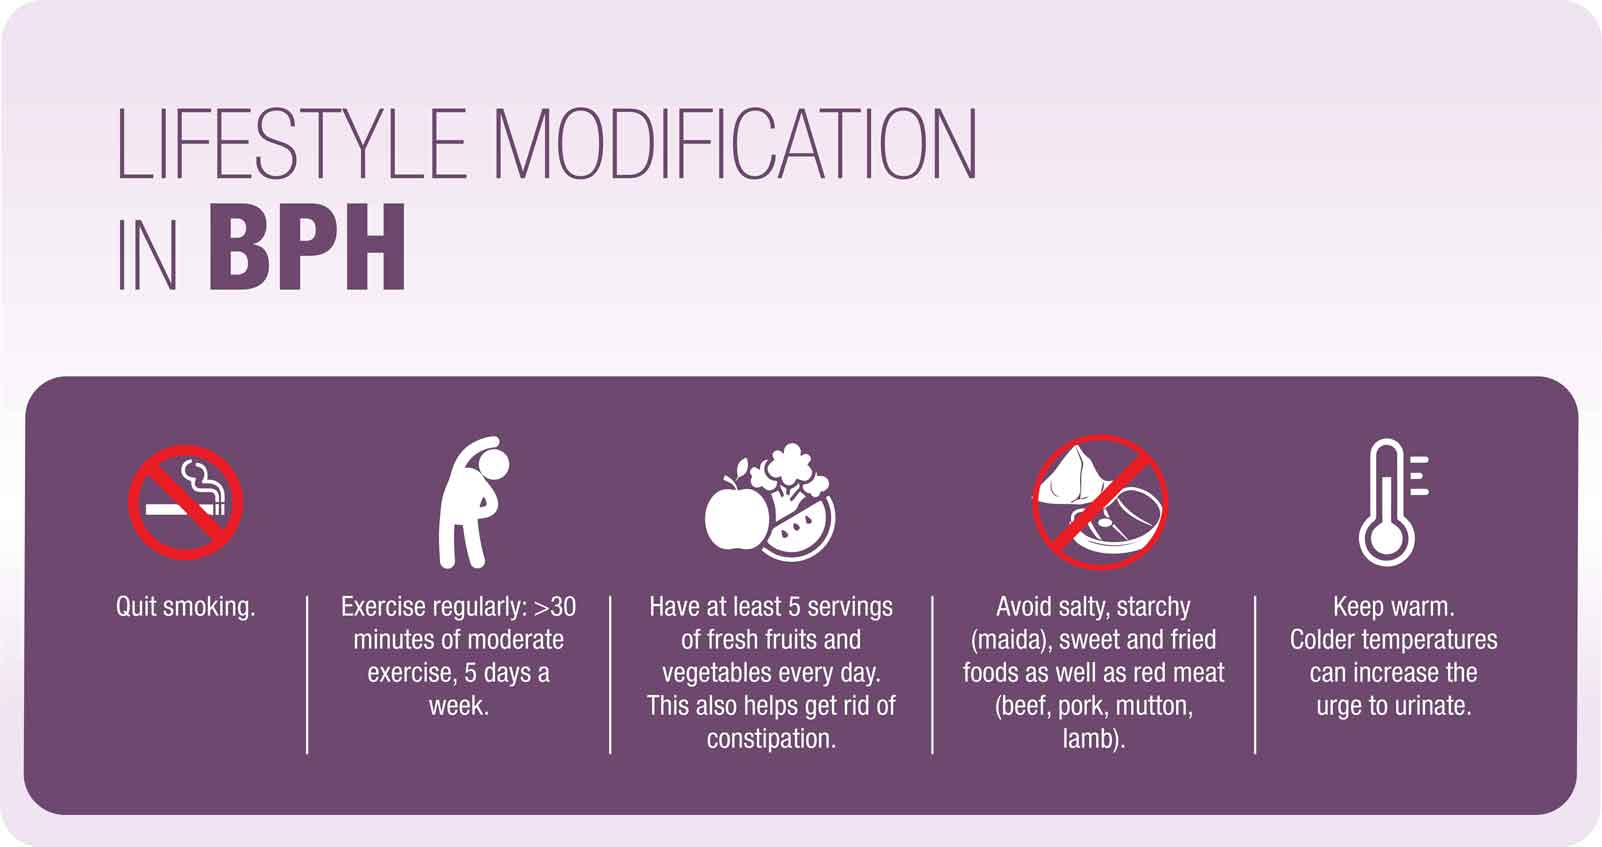 LIFESTYLE MODIFICATION
IN BPH
Quit smoking.
Exercise regularly: >30
minutes of moderate
exercise, 5 days a
week.
Have at least 5 servings
of fresh fruits and
vegetables every day.
This also helps get rid of
constipation.
Avoid salty, starchy
(maida), sweet and fried
foods as well as red meat
(beef, pork, mutton,
lamb).
Keep warm.
Colder temperatures
can increase the
urge to urinate.